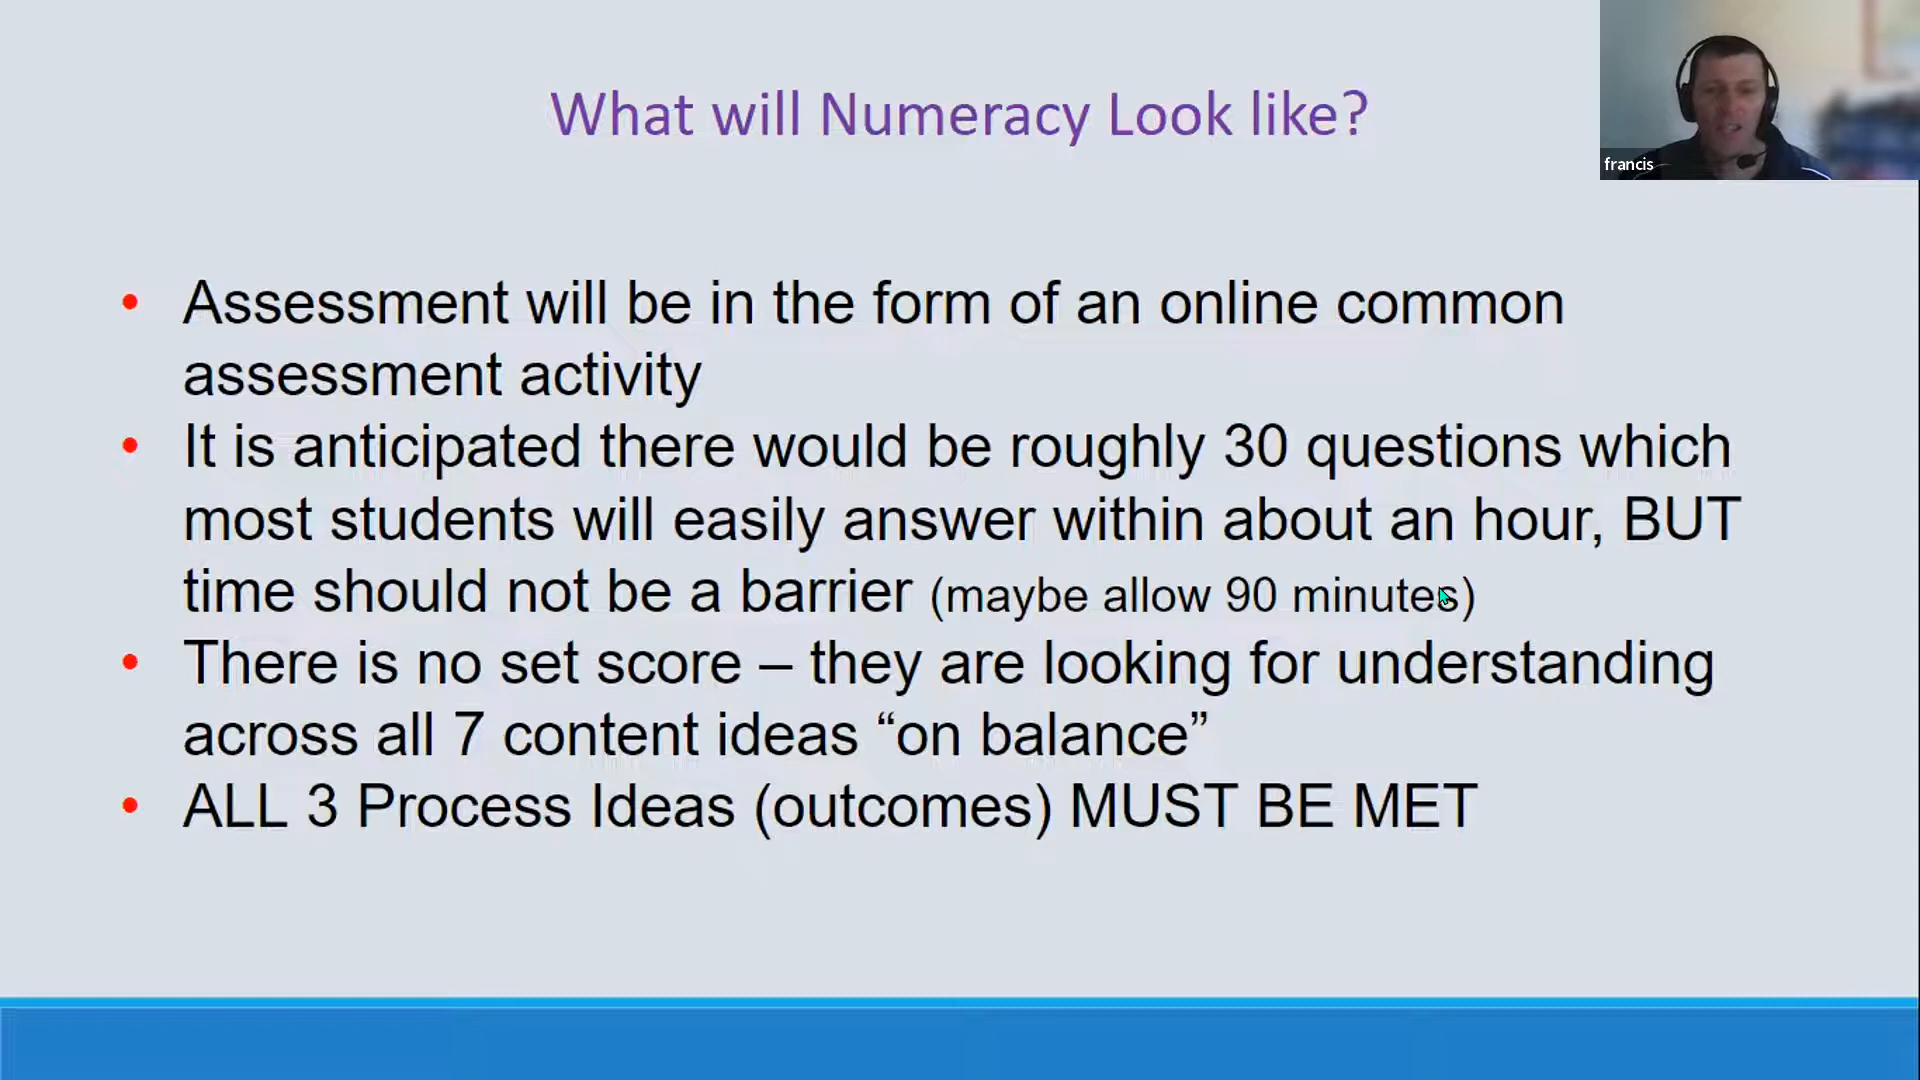 What will Numeracy Look like?
francis
• Assessment will be in the form of an online common
assessment activity
• It is anticipated there would be roughly 30 questions which
most students will easily answer within about an hour, BUT
time should not be a barrier (maybe allow 90 minutes)
• There is no set score – they are looking for understanding
across all 7 content ideas “on balance”
• ALL 3 Process Ideas (outcomes) MUST BE MET